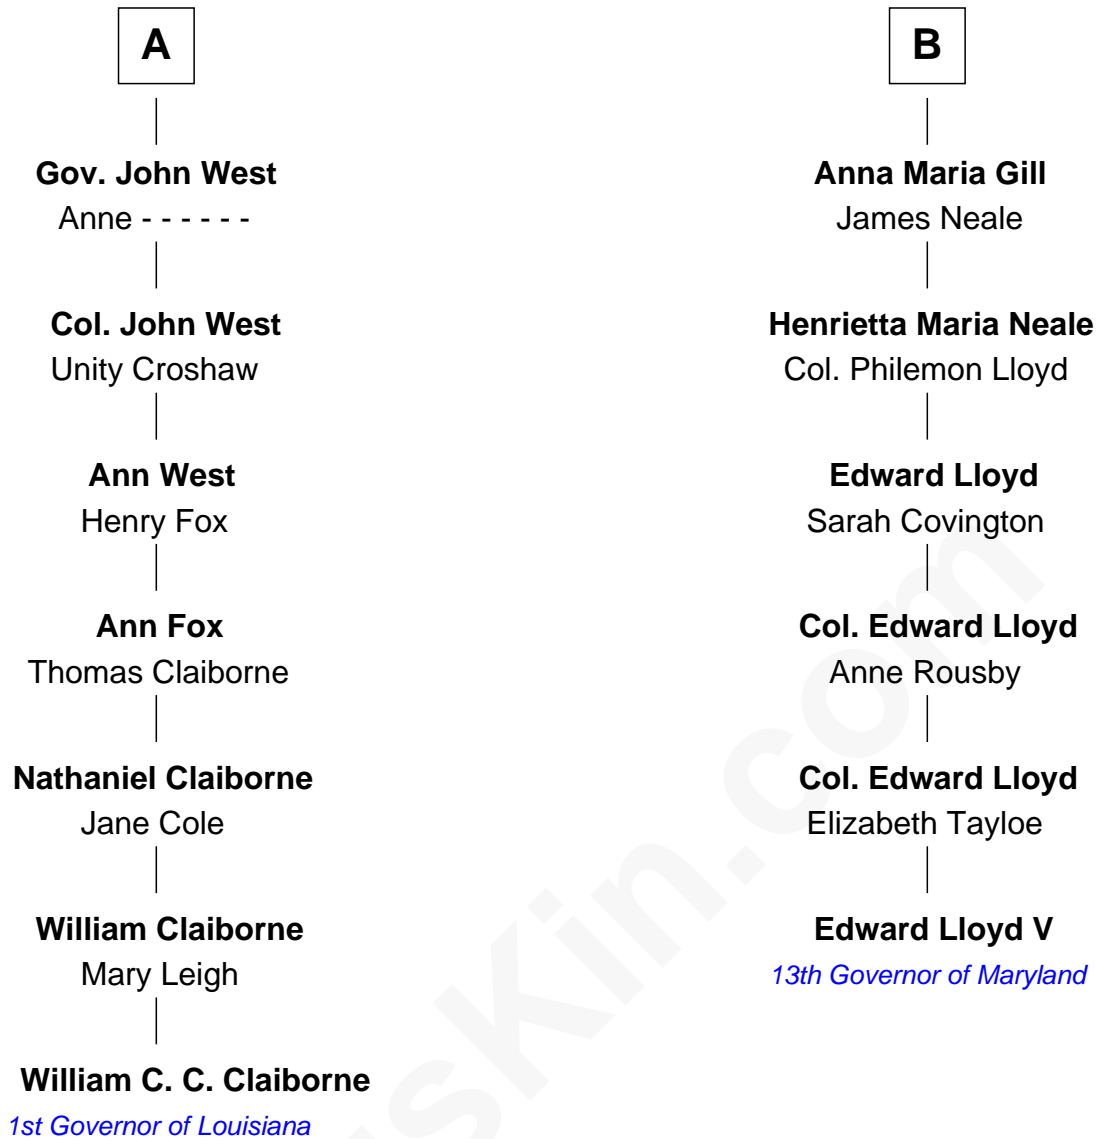 A
Gov. John West
Anne - - - - - -
Col. John West
Unity Croshaw
Ann West
Henry Fox
Ann Fox
Thomas Claiborne
Nathaniel Claiborne
Jane Cole
William Claiborne
Mary Leigh
William C. C. Claiborne
1st Governor of Louisiana
B
Anna Maria Gill
James Neale
Henrietta Maria Neale
Col. Philemon Lloyd
Edward Lloyd
Sarah Covington
Col. Edward Lloyd
Anne Rousby
Col. Edward Lloyd
Elizabeth Tayloe
Edward Lloyd V
13th Governor of Maryland
sKin.com